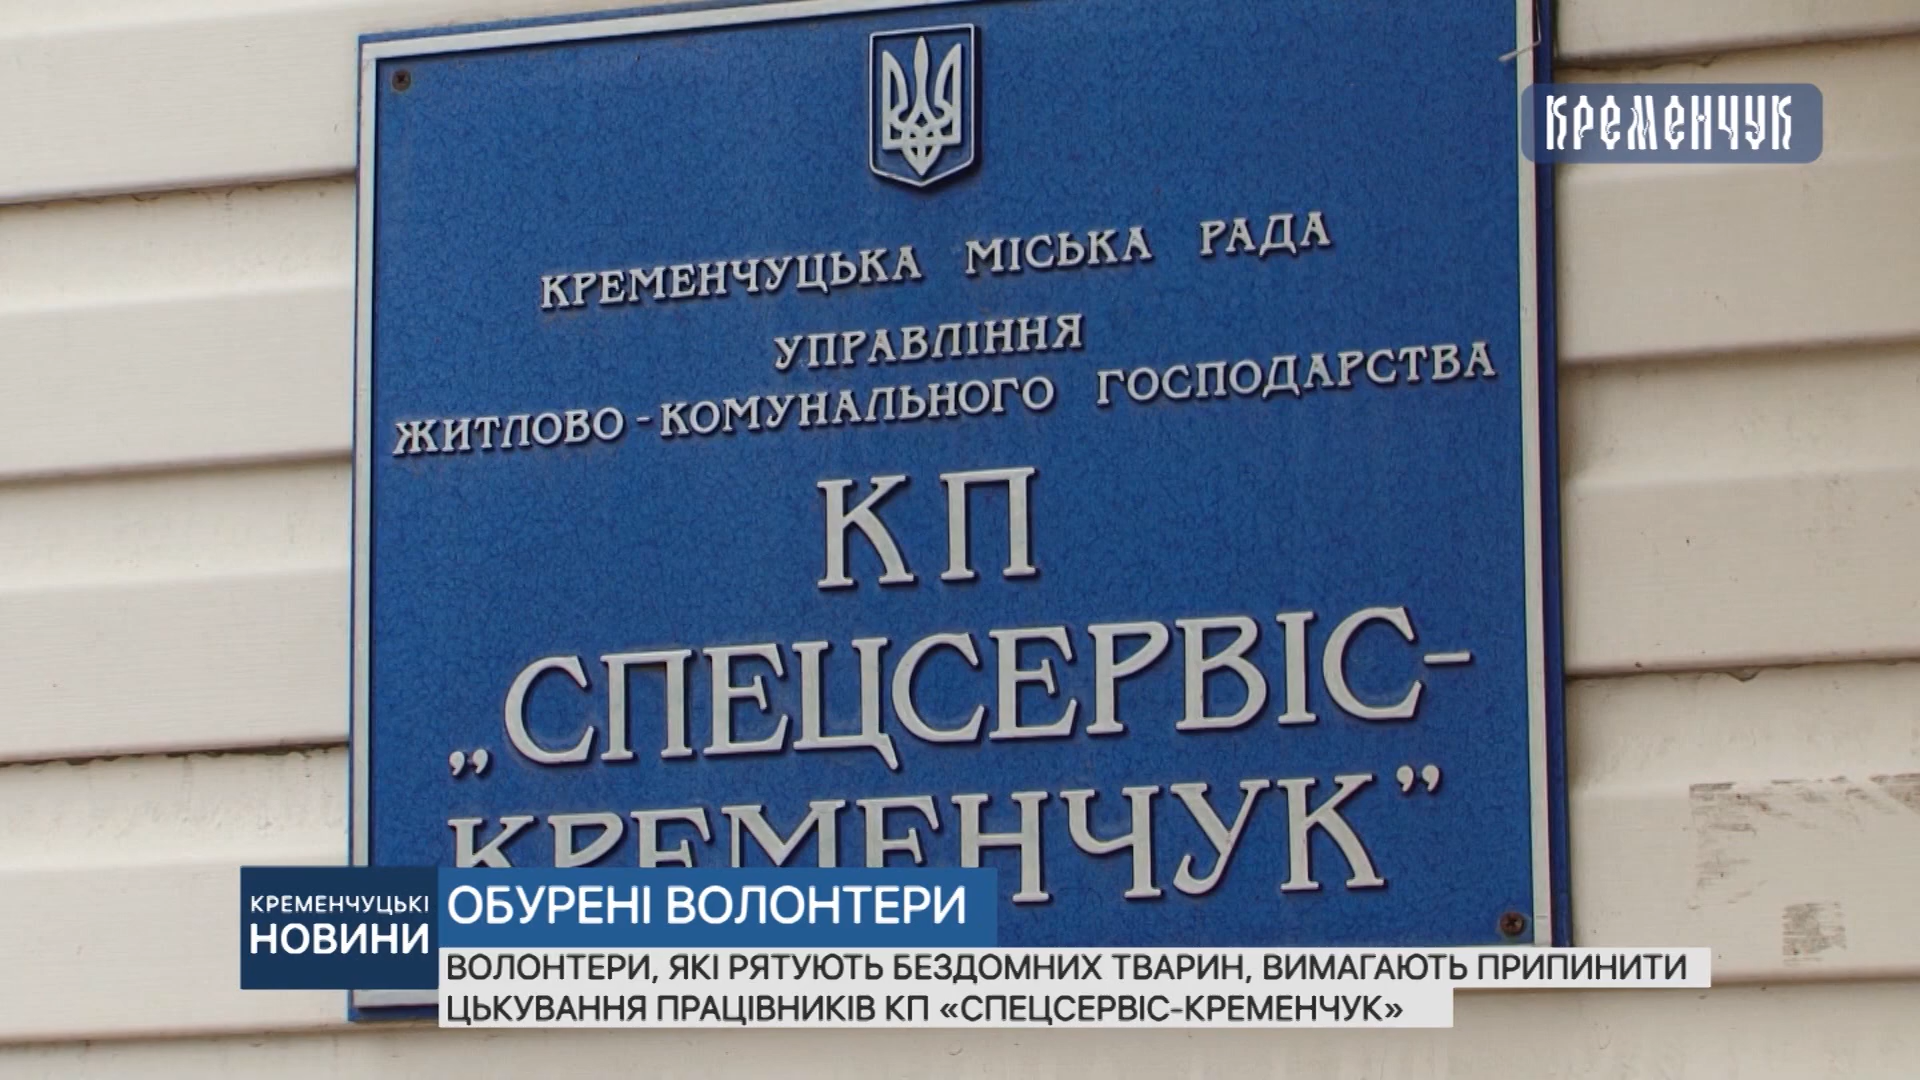 КРЕМЕНЧУК
КРЕМЕНЧУЦЬКА МІСЬКА РАДА
УПРАВЛІННЯ
ЖИТЛОВО-КОМУНАЛЬНОГО ГОСПОДАРСТВА
КП
„СПЕЦСЕРВІС-
КРЕМЕНЧУК”
КРЕМЕНЧУЦЬКІ
НОВИНИ
ОБУРЕНІ ВОЛОНТЕРИ
ВОЛОНТЕРИ, ЯКІ РЯТУЮТЬ БЕЗДОМНИХ ТВАРИН, ВИМАГАЮТЬ ПРИПИНИТИ
ЦЬКУВАННЯ ПРАЦІВНИКІВ КП «СПЕЦСЕРВІС-КРЕМЕНЧУК»